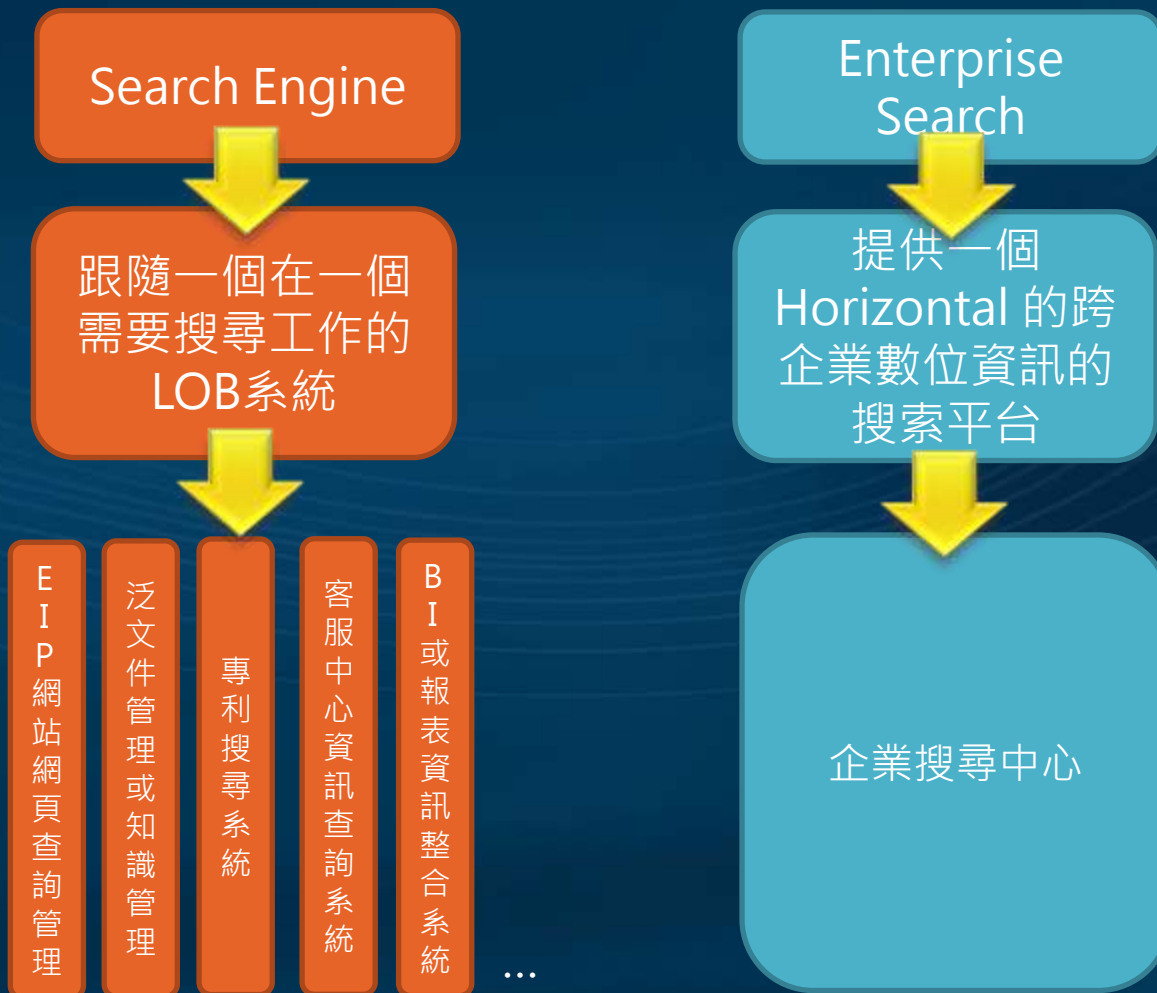 Search Engine
跟隨一個在一個
需要搜尋工作的
LOB系統
EIP網站網頁查詢管理
泛文件管理或知識管理
專利搜尋系統
客服中心資訊查詢系統
BI或報表資訊整合系統
...
Enterprise
Search
提供一個
Horizontal 的跨
企業數位資訊的
搜索平台
企業搜尋中心